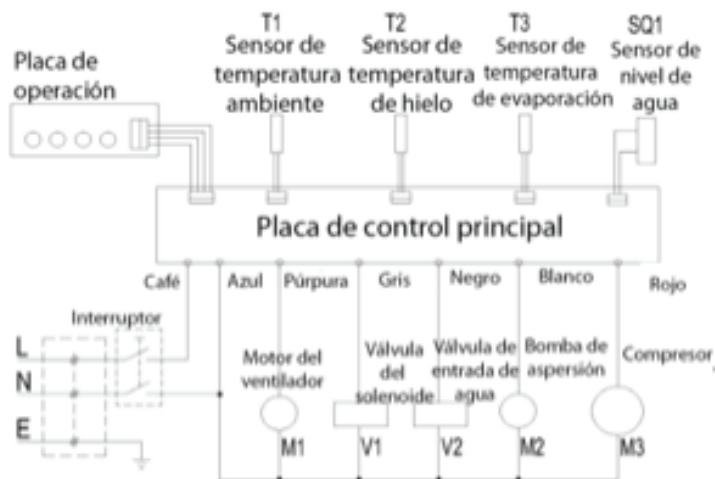 Placa de
operación
T1
Sensor de
temperatura
ambiente
T2
Sensor de
temperatura
de hielo
T3
Sensor de
temperatura
de evaporación
SQ1
Sensor de
nivel de
agua
Placa de control principal
Café
Azul
Púrpura
Gris
Negro
Blanco
Rojo
Interruptor
L
N
E
Motor del
ventilador
Válvula
del
solenoide
Válvula de
entrada de
agua
Bomba de
aspersión
Compresor
M1
V1
V2
M2
M3